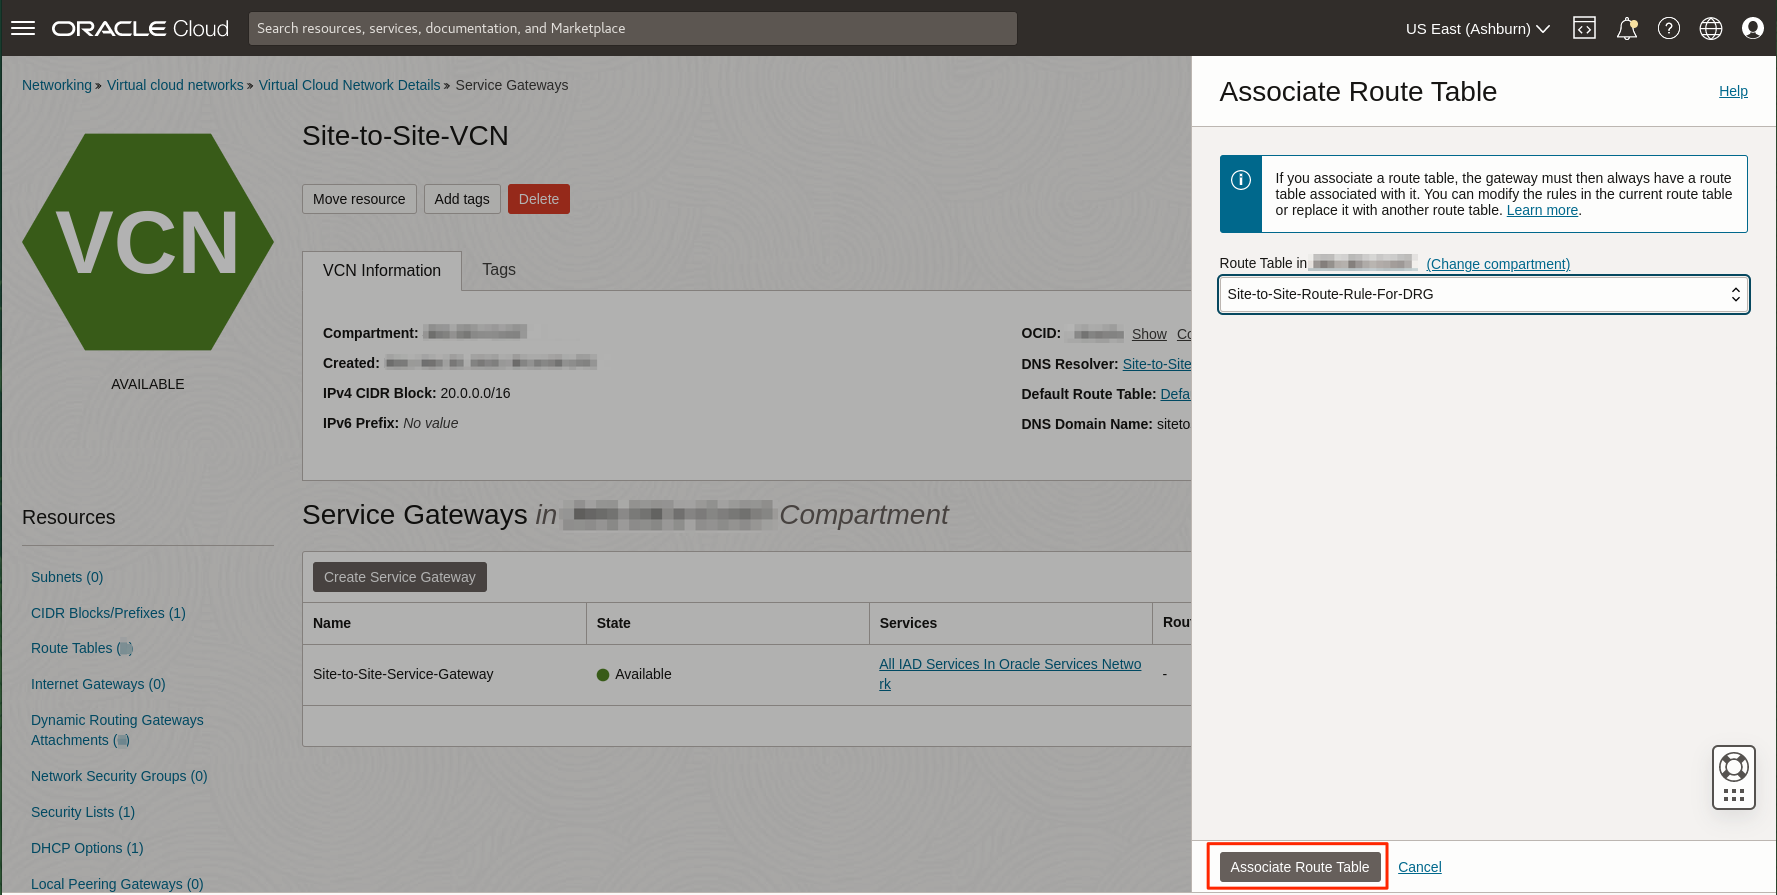 ORACLE Cloud
Search resources, services, documentation, and Marketplace
US East (Ashburn)
Networking » Virtual cloud networks » Virtual Cloud Network Details » Service Gateways
VCN
AVAILABLE
Site-to-Site-VCN
Move resource
Add tags
Delete
VCN Information
Tags
Compartment:
Created:
IPv4 CIDR Block: 20.0.0.0/16
IPv6 Prefix: No value
OCID: Show
DNS Resolver: Site-to-Site
Default Route Table: Defa
DNS Domain Name: siteto
Resources
Subnets (0)
CIDR Blocks/Prefixes (1)
Route Tables ()
Internet Gateways (0)
Dynamic Routing Gateways
Attachments ()
Network Security Groups (0)
Security Lists (1)
DHCP Options (1)
Local Peering Gateways (0)
Service Gateways in Compartment
Create Service Gateway
Name
State
Services
Rou
Site-to-Site-Service-Gateway
Available
All IAD Services In Oracle Services Netwo
rk
-
Associate Route Table
Help
If you associate a route table, the gateway must then always have a route
table associated with it. You can modify the rules in the current route table
or replace it with another route table. Learn more.
Route Table in (Change compartment)
Site-to-Site-Route-Rule-For-DRG
Associate Route Table
Cancel